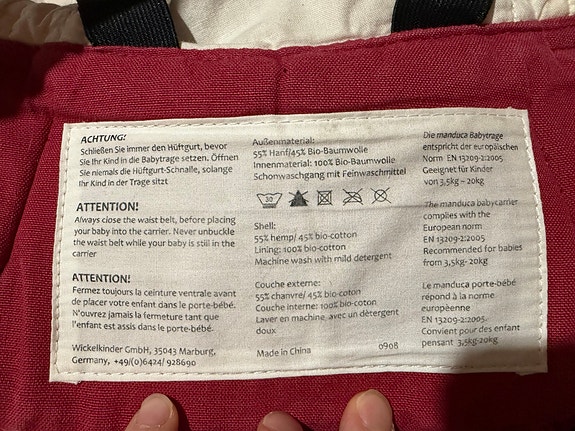 ACHTUNG!
Schließen Sie immer den Hüftgurt, bevor
Sie Ihr Kind in die Babytrage setzen. Öffnen
Sie niemals die Hüftgurt-Schnalle, solange
Ihr Kind in der Trage sitzt
ATTENTION!
Always close the waist belt, before placing
your baby into the carrier. Never unbuckle
the waist belt while your baby is still in the
carrier
ATTENTION!
Fermez toujours la ceinture ventrale avant
de placer votre enfant dans le porte-bébé.
N'ouvrez jamais la fermeture tant que
l'enfant est assis dans le porte-bébé.
Wickelkinder GmbH, 35043 Marburg,
Germany, +49/(0)6424/ 928690
Außenmaterial:
55% Hanf/45% Bio-Baumwolle
Innenmaterial: 100% Bio-Baumwolle
Schonwaschgang mit Feinwaschmittel
30
Shell:
55% hemp/ 45% bio-cotton
Lining: 100% bio-cotton
Machine wash with mild detergent
Couche externe:
55% chanvre/ 45% bio-coton
Couche interne: 100% bio-coton
Laver en machine, avec un détergent
doux
Made in China
0908
Die manduca Babytrage
entspricht der europäischen
Norm EN 13209-2:2005
Geeignet für Kinder
von 3,5kg - 20kg
The manduca babycarrier
complies with the
European norm
EN 13209-2:2005
Recommended for babies
from 3,5kg- 20kg
Le manduca porte-bébé
répond à la norme
européenne
EN 13209-2:2005.
Convient pour des enfant
pensant 3,5kg-20kg